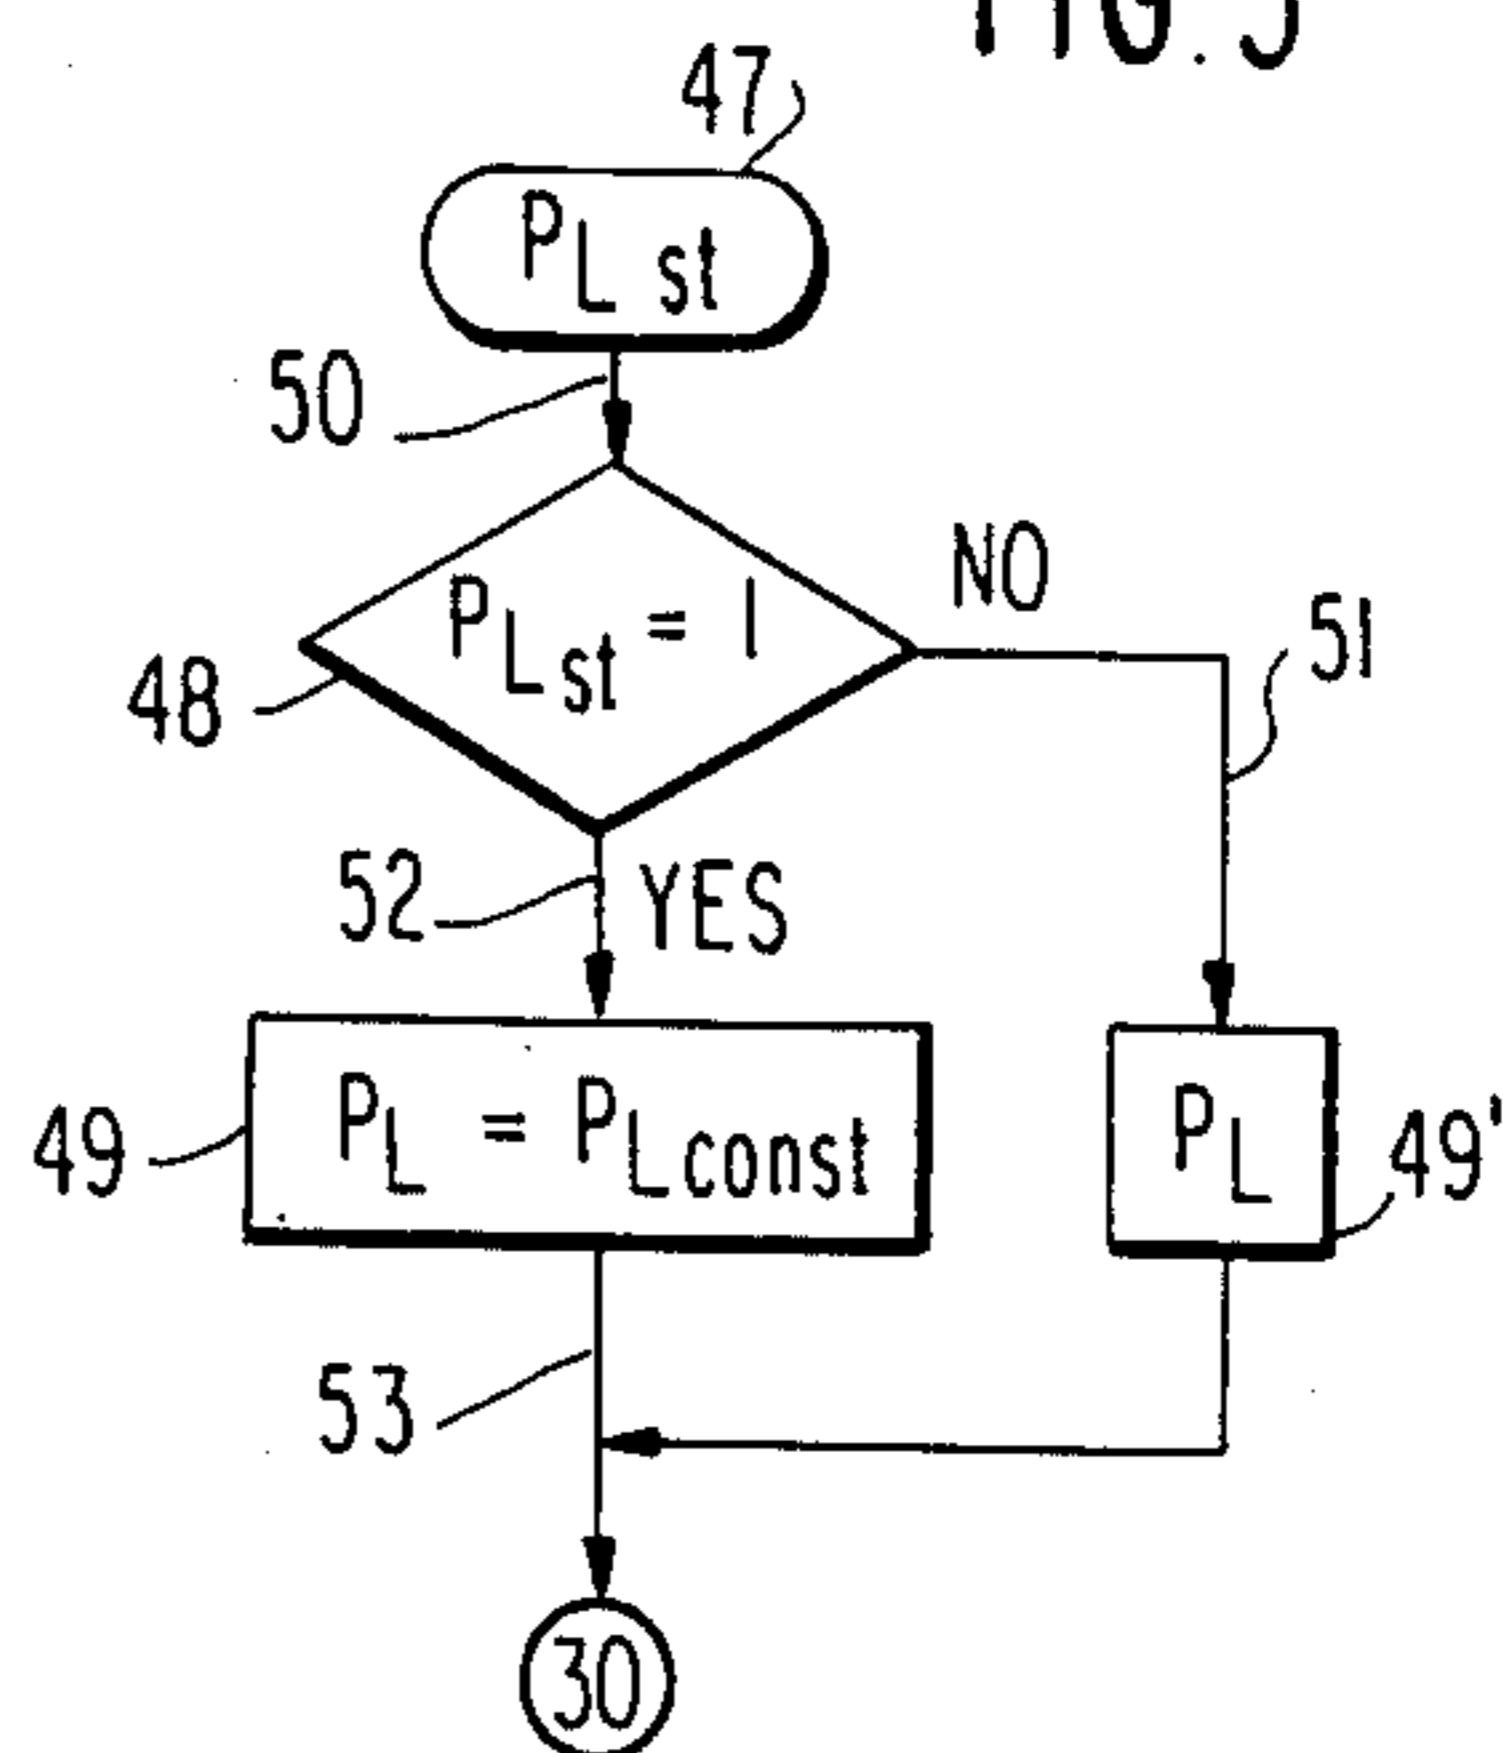 FIG. 5
47
P_L st
50
P_L st = 1
NO
51
48
52
YES
49
P_L = P_L const
P_L
49'
53
30